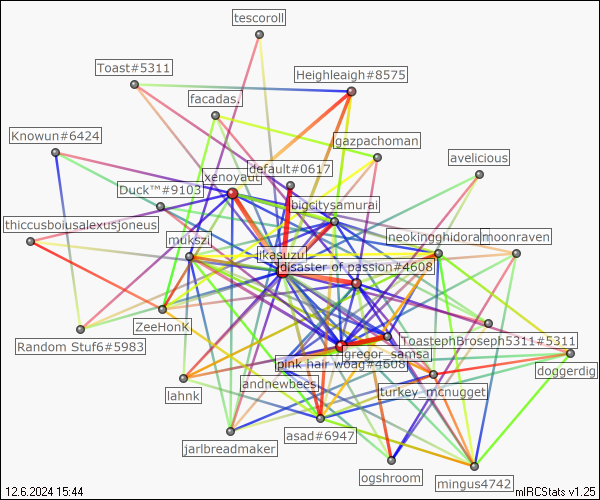 tescoroll
Toast#5311
Heighleaigh#8575
facadas.
Knowun#6424
gazpachoman
avelicious
default#0617
xenoyaut
Duck™#9103
bigcitysamurai
thiccusboiusalexusjoneus
mukszi
neokingghidorah
moonraven
jikasuzu
disaster of passion#4608
ZeeHonK
Random Stuf6#5983
ToastephBroseph5311#5311
gregor_samsa
pink hair woag#4608
doggerdig
lahnk
andnewbees
turkey_mcnugget
asad#6947
jarlbreadmaker
ogshroom
mingus4742
12.6.2024 15:44
mIRCStats v1.25